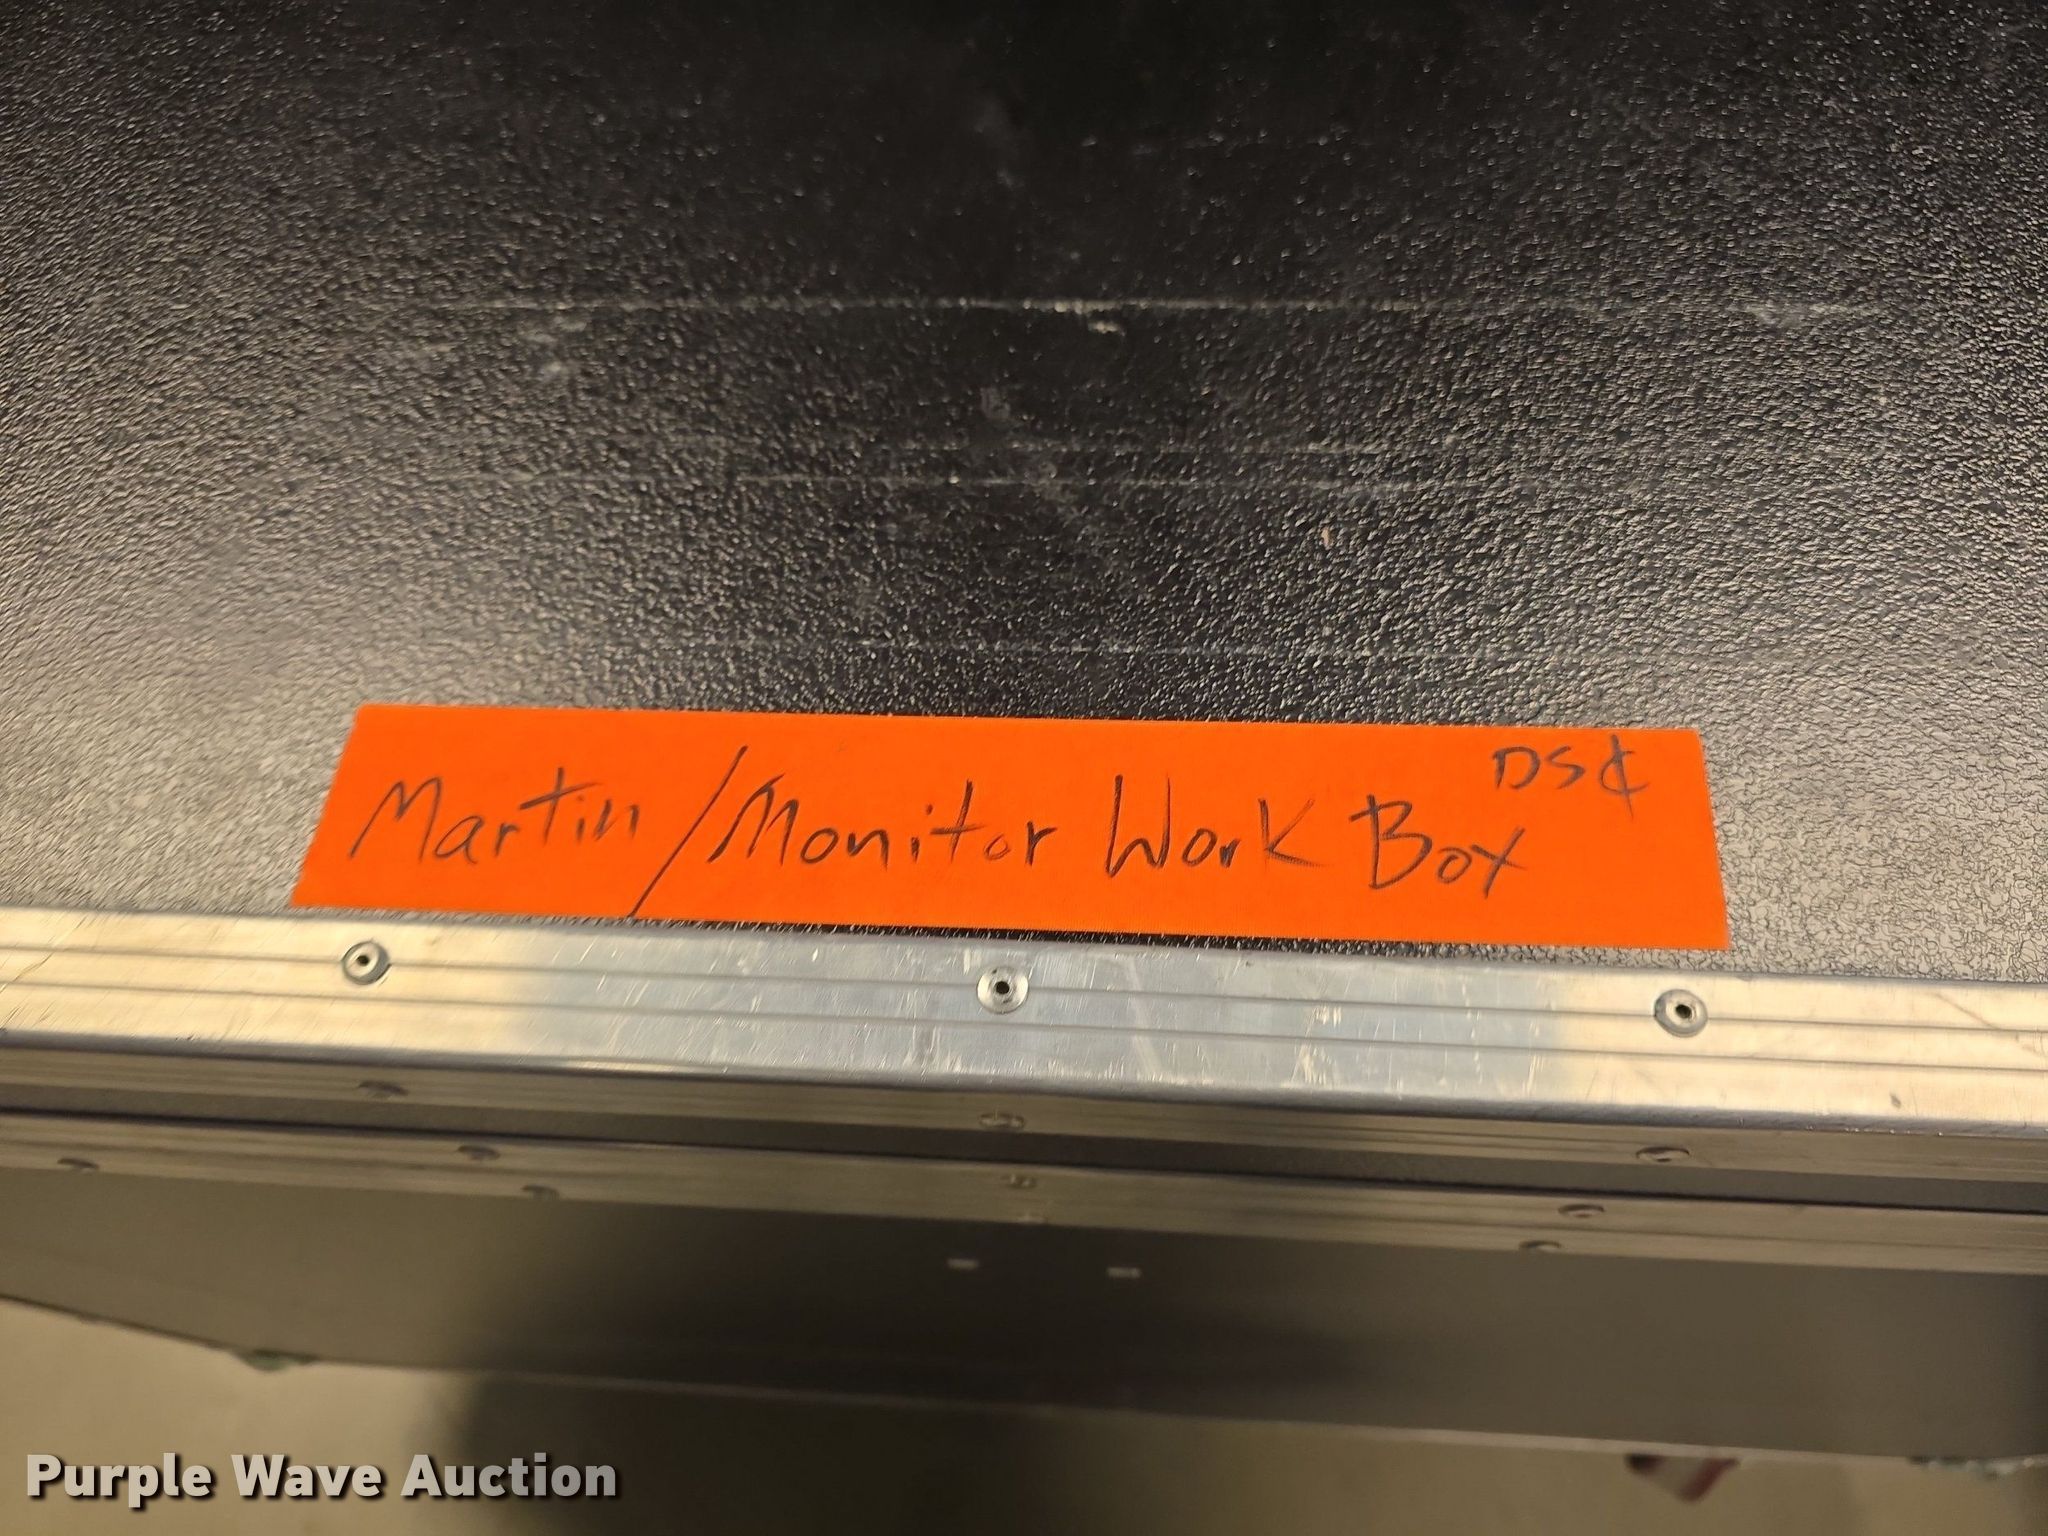 DS¢
Martin/Monitor Work Box
Purple Wave Auction